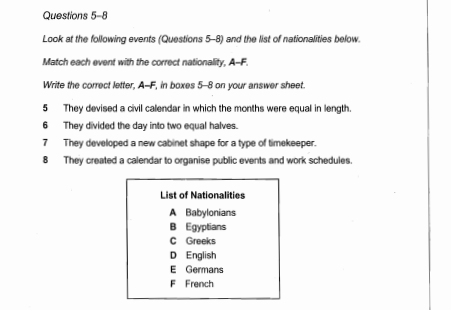 Questions 5–8
Look at the following events (Questions 5–8) and the list of nationalities below.
Match each event with the correct nationality, A–F.
Write the correct letter, A–F, in boxes 5–8 on your answer sheet.
5 They devised a civil calendar in which the months were equal in length.
6 They divided the day into two equal halves.
7 They developed a new cabinet shape for a type of timekeeper.
8 They created a calendar to organise public events and work schedules.
List of Nationalities
A Babylonians
B Egyptians
C Greeks
D English
E Germans
F French